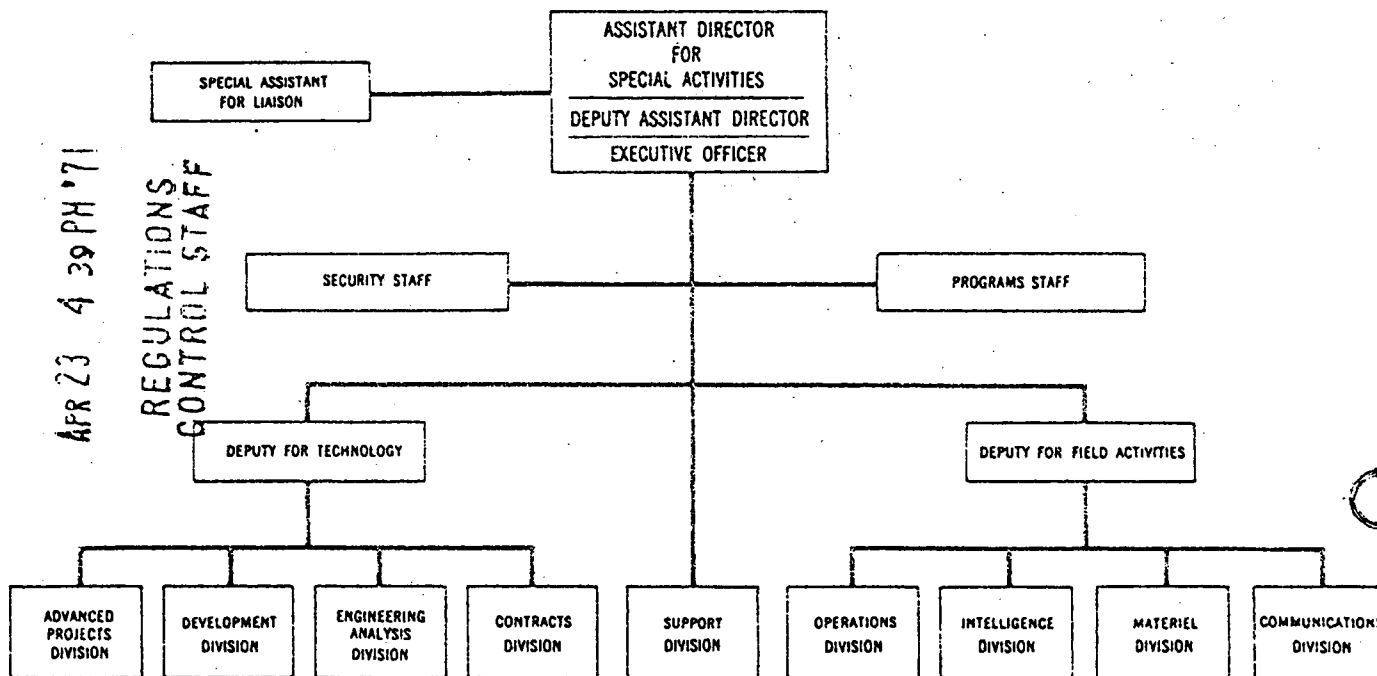 ASSISTANT DIRECTOR
FOR
SPECIAL ACTIVITIES
DEPUTY ASSISTANT DIRECTOR
EXECUTIVE OFFICER
SPECIAL ASSISTANT
FOR LIAISON
APR 23 4 39 PM '71
REGULATIONS
CONTROL STAFF
SECURITY STAFF
PROGRAMS STAFF
DEPUTY FOR TECHNOLOGY
DEPUTY FOR FIELD ACTIVITIES
ADVANCED
PROJECTS
DIVISION
DEVELOPMENT
DIVISION
ENGINEERING
ANALYSIS
DIVISION
CONTRACTS
DIVISION
SUPPORT
DIVISION
OPERATIONS
DIVISION
INTELLIGENCE
DIVISION
MATERIEL
DIVISION
COMMUNICATIONS
DIVISION